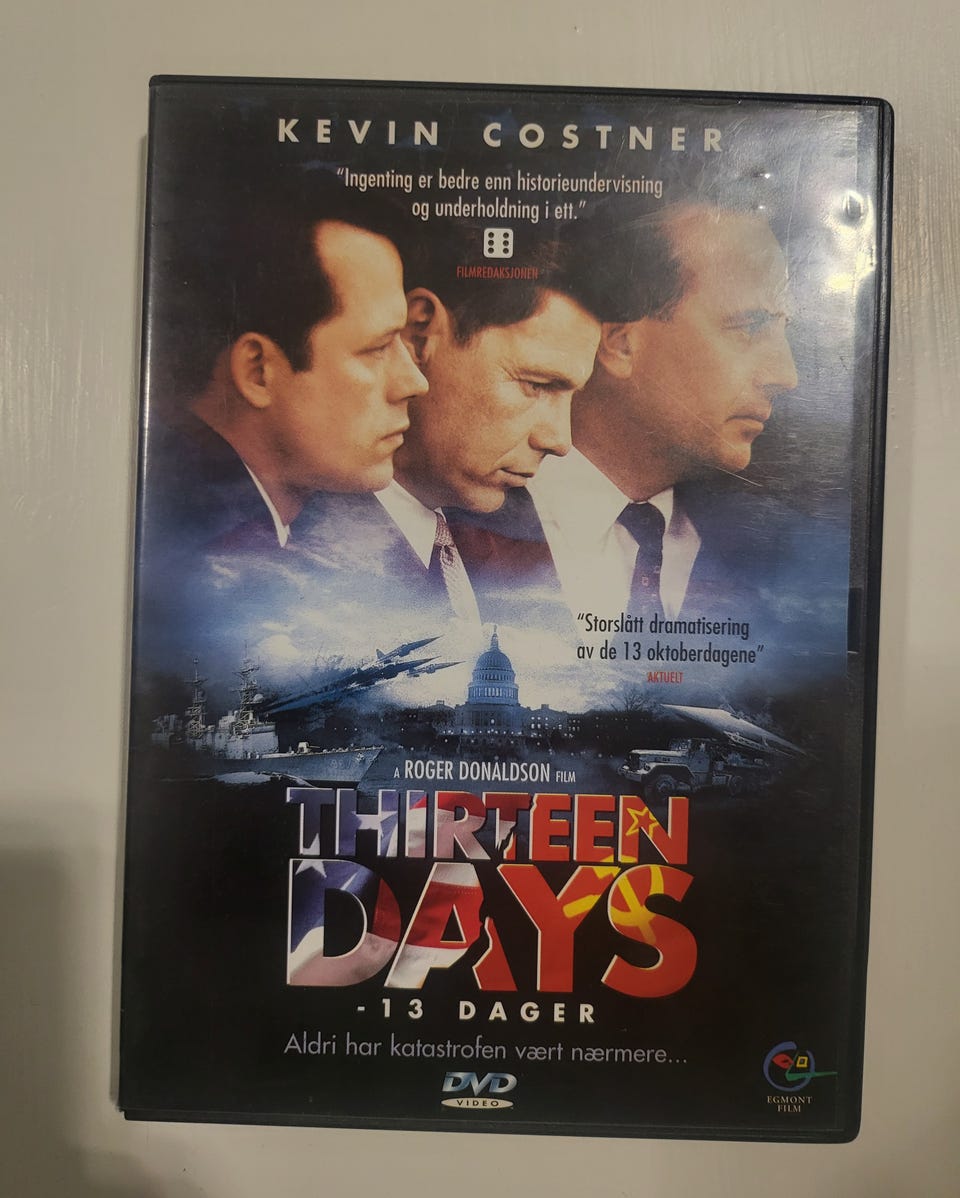 KEVIN COSTNER
"Ingenting er bedre enn historieundervisning
og underholdning i ett."
FILMREDAKSJONEN
"Storslått dramatisering
av de 13 oktoberdagene"
AKTUELT
A ROGER DONALDSON FILM
THIRTEEN
DAYS
- 13 DAGER
Aldri har katastrofen vært nærmere...
DVD
VIDEO
EGMONT
FILM